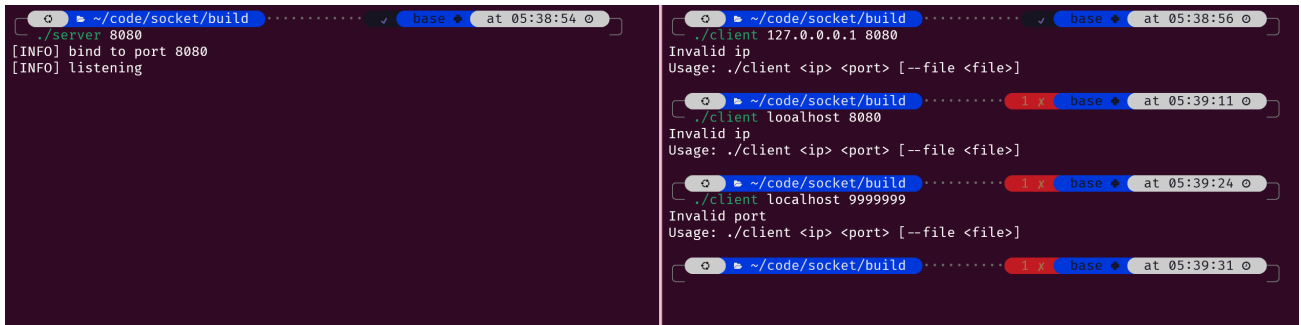 ~/code/socket/build ✓ base at 05:38:54
./server 8080
[INFO] bind to port 8080
[INFO] listening
~/code/socket/build ✓ base at 05:38:56
./client 127.0.0.0.1 8080
Invalid ip
Usage: ./client <ip> <port> [--file <file>]
~/code/socket/build 1 ✗ base at 05:39:11
./client looalhost 8080
Invalid ip
Usage: ./client <ip> <port> [--file <file>]
~/code/socket/build 1 ✗ base at 05:39:24
./client localhost 9999999
Invalid port
Usage: ./client <ip> <port> [--file <file>]
~/code/socket/build 1 ✗ base at 05:39:31